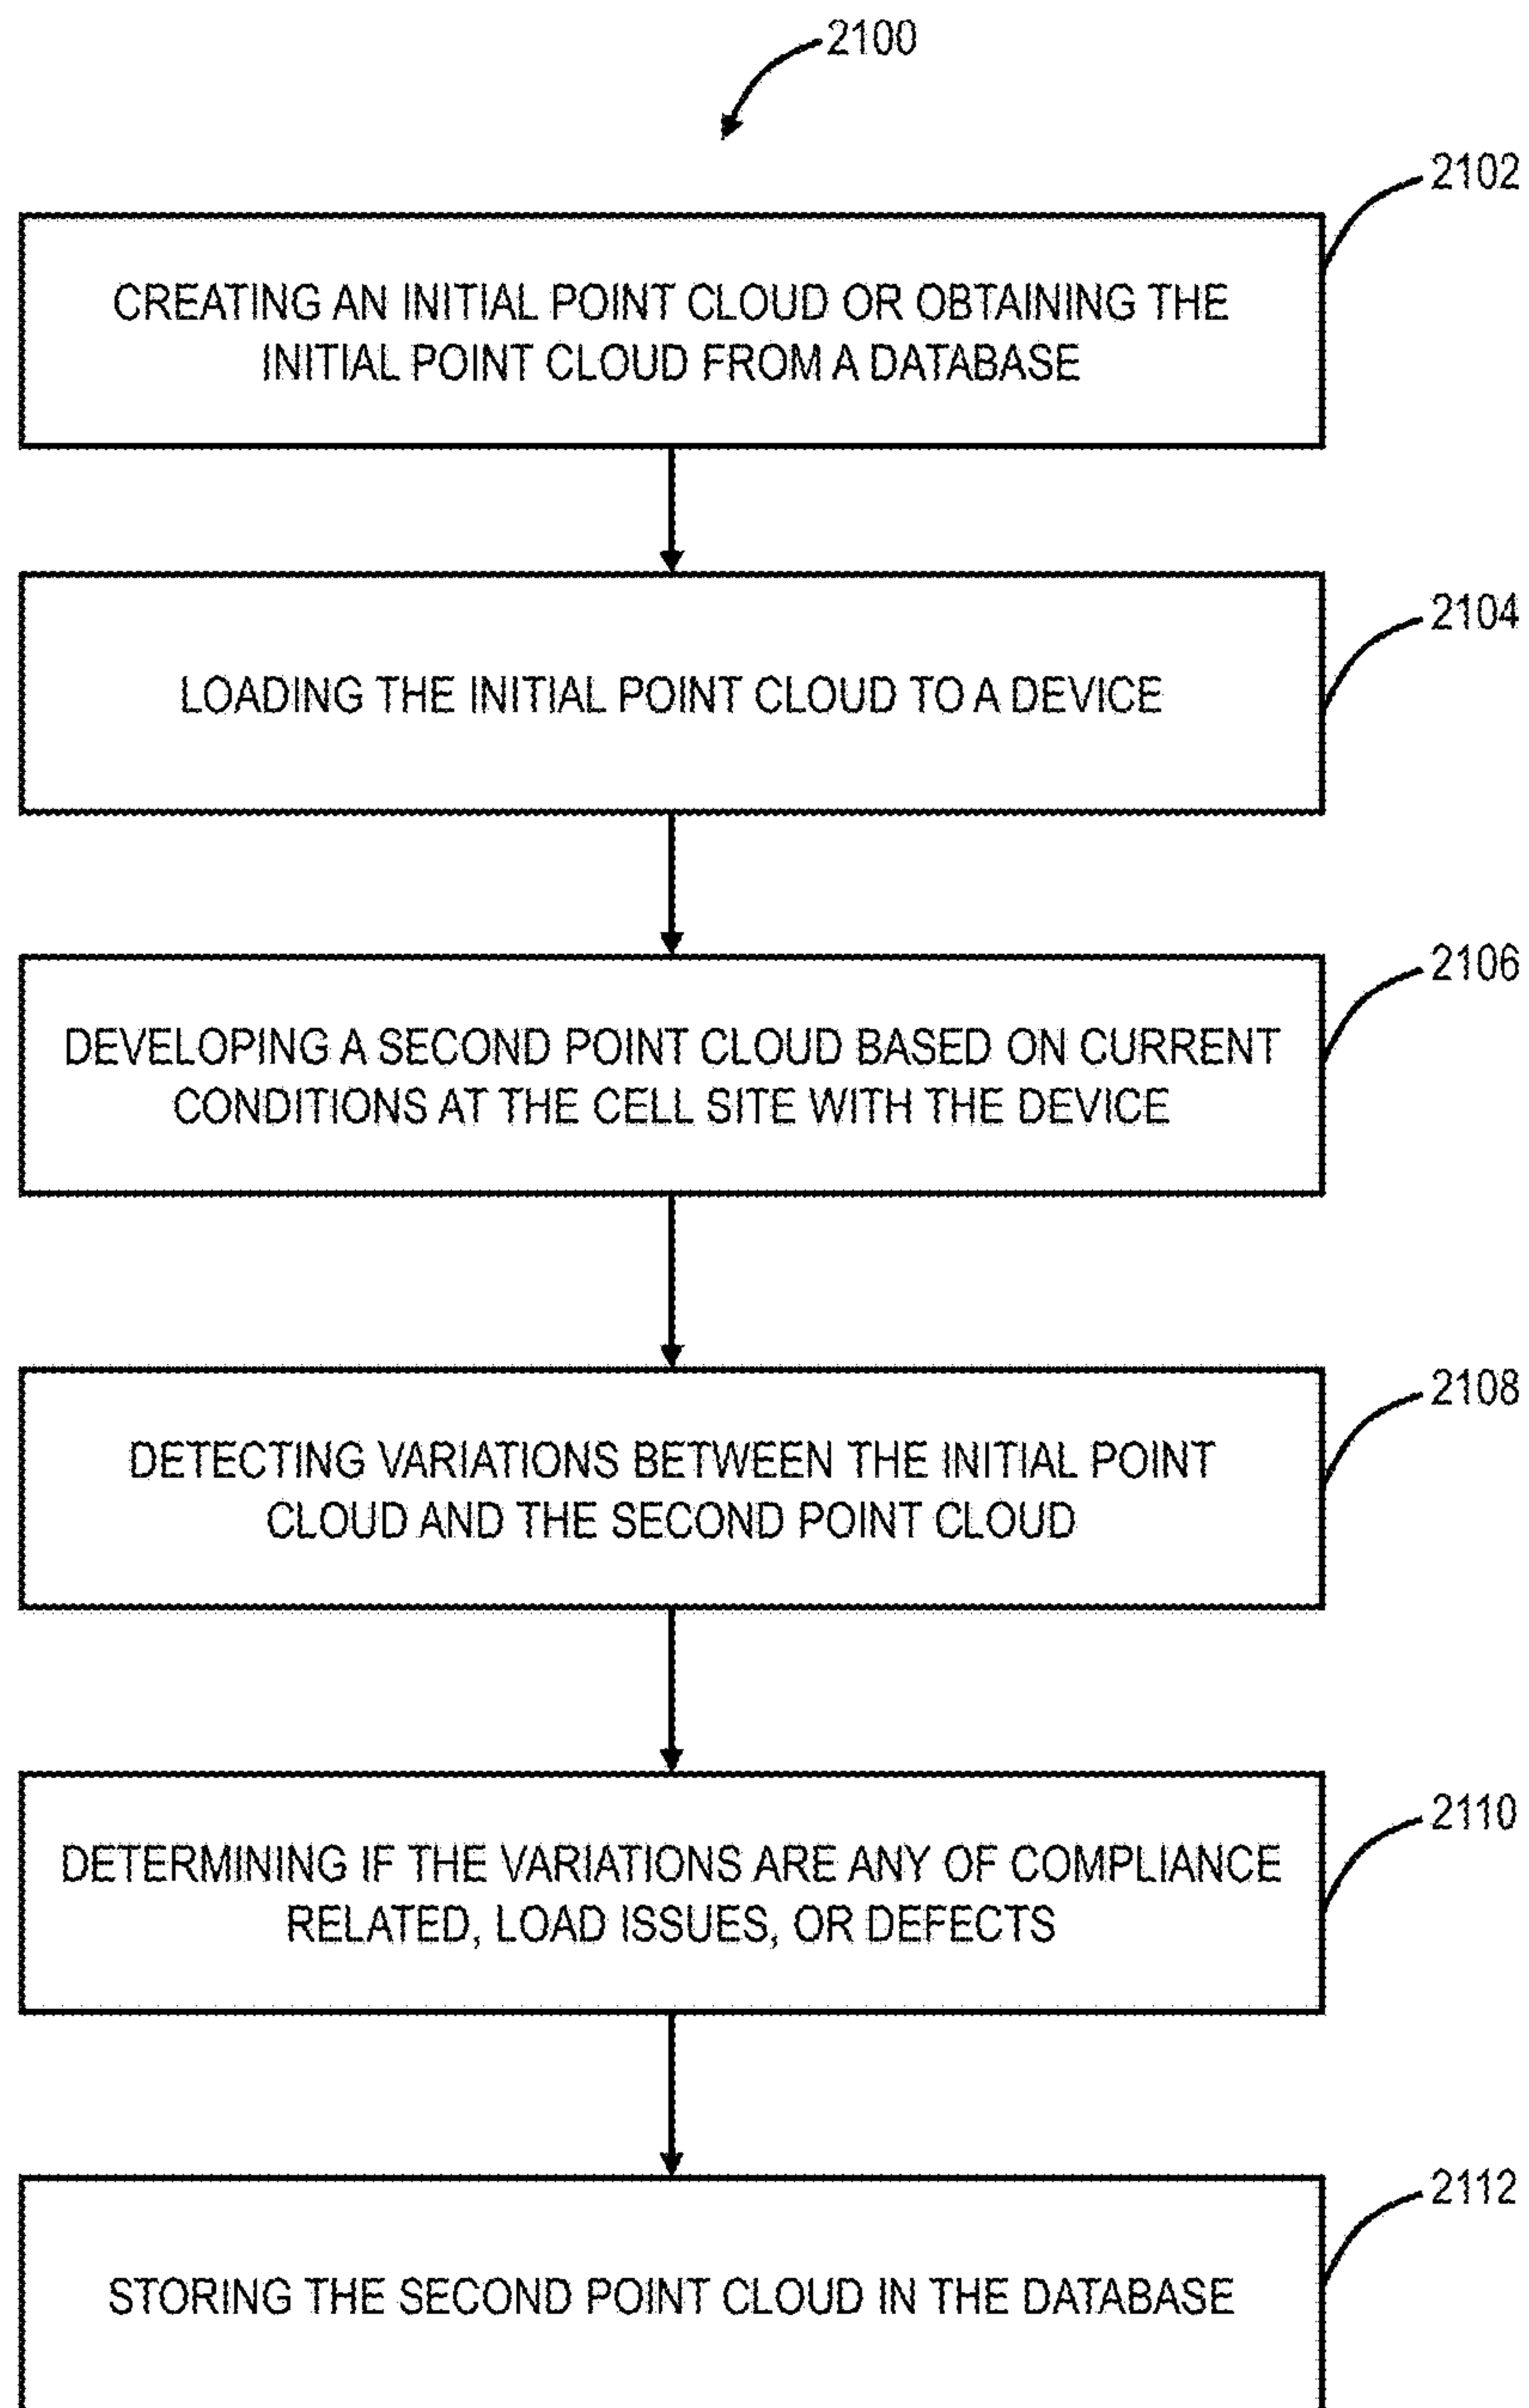 2100
2102
CREATING AN INITIAL POINT CLOUD OR OBTAINING THE
INITIAL POINT CLOUD FROM A DATABASE
2104
LOADING THE INITIAL POINT CLOUD TO A DEVICE
2106
DEVELOPING A SECOND POINT CLOUD BASED ON CURRENT
CONDITIONS AT THE CELL SITE WITH THE DEVICE
2108
DETECTING VARIATIONS BETWEEN THE INITIAL POINT
CLOUD AND THE SECOND POINT CLOUD
2110
DETERMINING IF THE VARIATIONS ARE ANY OF COMPLIANCE
RELATED, LOAD ISSUES, OR DEFECTS
2112
STORING THE SECOND POINT CLOUD IN THE DATABASE